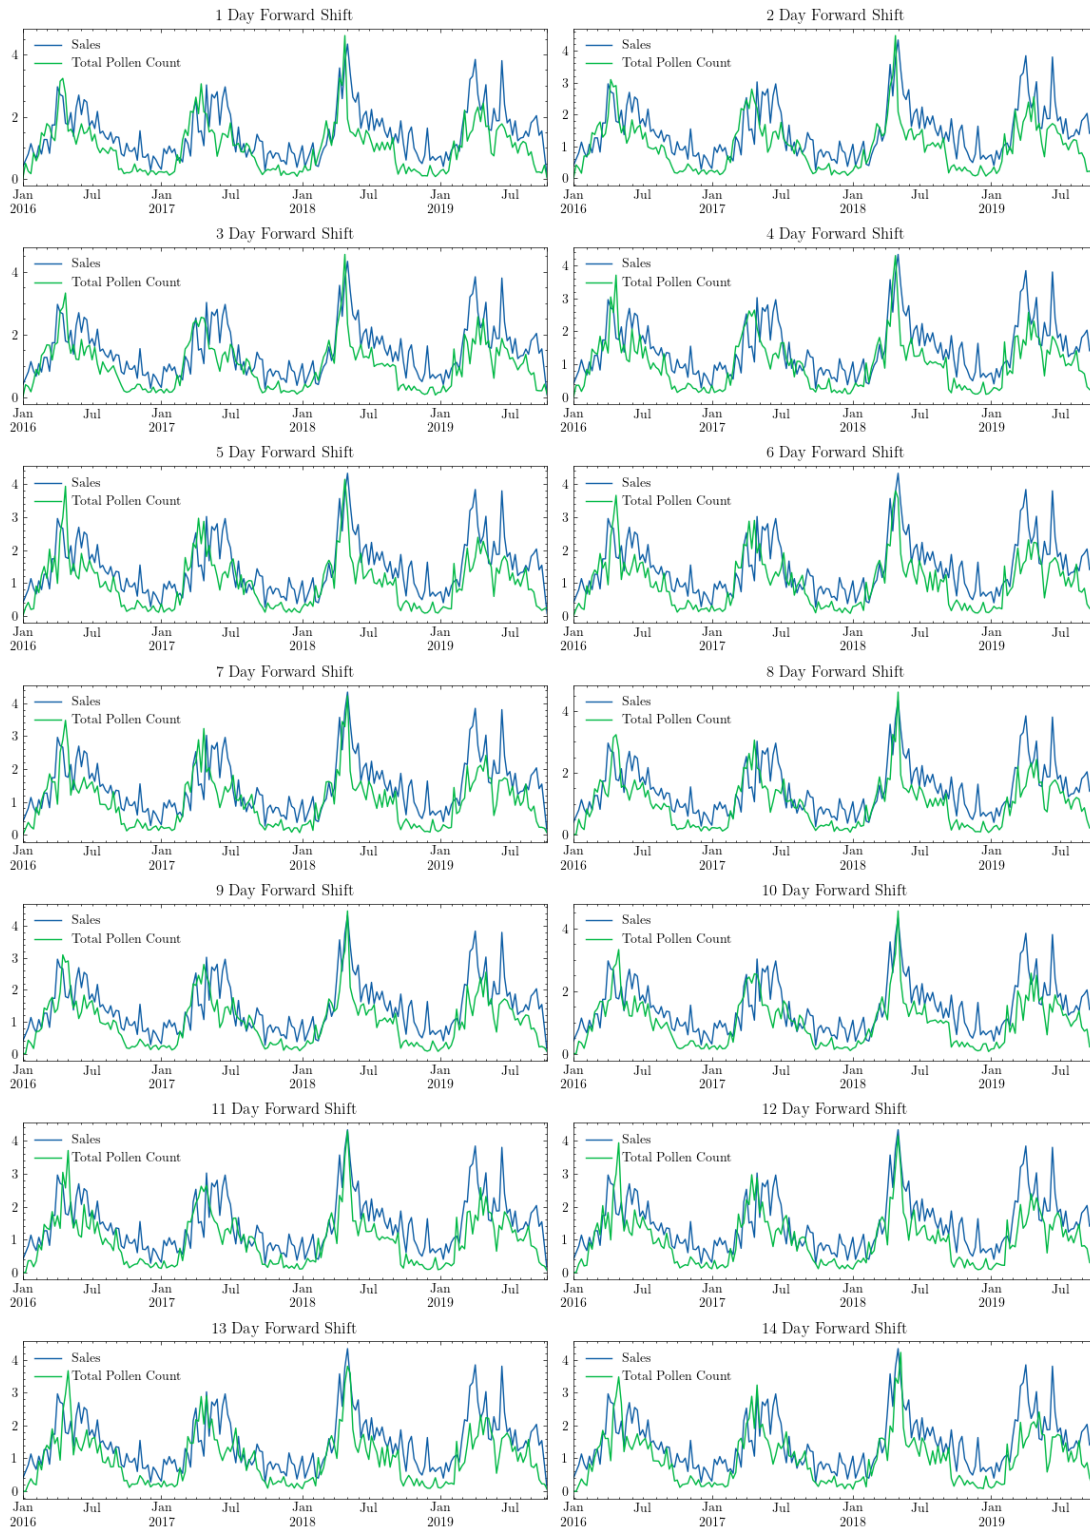 1 Day Forward Shift
Sales
Total Pollen Count
4
2
0
Jan Jul Jan Jul Jan Jul Jan Jul
2016 2017 2018 2019
2 Day Forward Shift
Sales
Total Pollen Count
4
3
2
1
0
Jan Jul Jan Jul Jan Jul Jan Jul
2016 2017 2018 2019
3 Day Forward Shift
Sales
Total Pollen Count
4
2
0
Jan Jul Jan Jul Jan Jul Jan Jul
2016 2017 2018 2019
4 Day Forward Shift
Sales
Total Pollen Count
4
3
2
1
0
Jan Jul Jan Jul Jan Jul Jan Jul
2016 2017 2018 2019
5 Day Forward Shift
Sales
Total Pollen Count
4
3
2
1
0
Jan Jul Jan Jul Jan Jul Jan Jul
2016 2017 2018 2019
6 Day Forward Shift
Sales
Total Pollen Count
4
3
2
1
0
Jan Jul Jan Jul Jan Jul Jan Jul
2016 2017 2018 2019
7 Day Forward Shift
Sales
Total Pollen Count
4
3
2
1
0
Jan Jul Jan Jul Jan Jul Jan Jul
2016 2017 2018 2019
8 Day Forward Shift
Sales
Total Pollen Count
4
2
0
Jan Jul Jan Jul Jan Jul Jan Jul
2016 2017 2018 2019
9 Day Forward Shift
Sales
Total Pollen Count
4
3
2
1
0
Jan Jul Jan Jul Jan Jul Jan Jul
2016 2017 2018 2019
10 Day Forward Shift
Sales
Total Pollen Count
4
2
0
Jan Jul Jan Jul Jan Jul Jan Jul
2016 2017 2018 2019
11 Day Forward Shift
Sales
Total Pollen Count
4
3
2
1
0
Jan Jul Jan Jul Jan Jul Jan Jul
2016 2017 2018 2019
12 Day Forward Shift
Sales
Total Pollen Count
4
3
2
1
0
Jan Jul Jan Jul Jan Jul Jan Jul
2016 2017 2018 2019
13 Day Forward Shift
Sales
Total Pollen Count
4
3
2
1
0
Jan Jul Jan Jul Jan Jul Jan Jul
2016 2017 2018 2019
14 Day Forward Shift
Sales
Total Pollen Count
4
3
2
1
0
Jan Jul Jan Jul Jan Jul Jan Jul
2016 2017 2018 2019